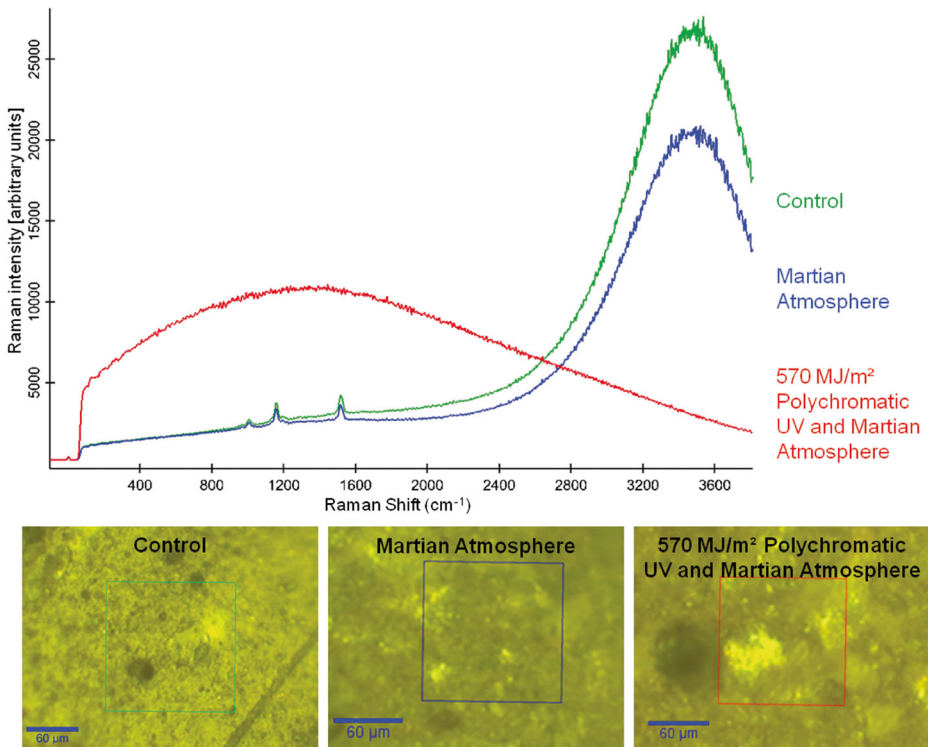 Raman intensity [arbitrary units]
25000
20000
15000
10000
5000
400 800 1200 1600 2000 2400 2800 3200 3600
Raman Shift (cm⁻¹)
Control
Martian
Atmosphere
570 MJ/m²
Polychromatic
UV and Martian
Atmosphere
Control
60 µm
Martian Atmosphere
60 µm
570 MJ/m² Polychromatic
UV and Martian Atmosphere
60 µm